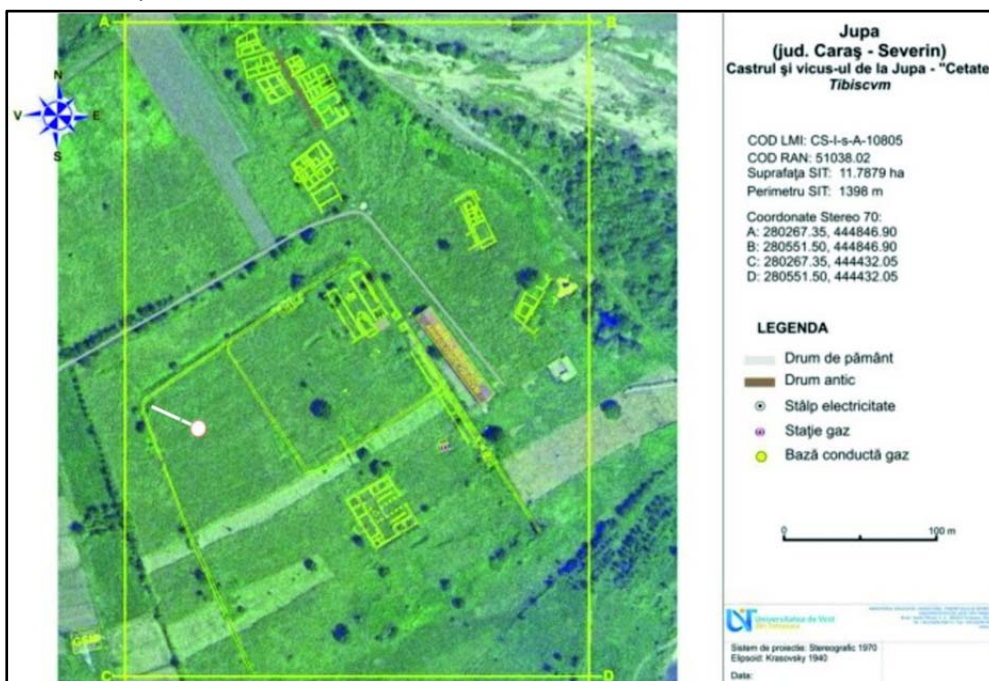 A
B
N
V
E
S
C
D
Jupa
(jud. Caraş - Severin)
Castrul şi vicus-ul de la Jupa - "Cetate
Tibiscvm
COD LMI: CS-I-s-A-10805
COD RAN: 51038.02
Suprafaţa SIT: 11.7879 ha
Perimetru SIT: 1398 m
Coordonate Stereo 70:
A: 280267.35, 444846.90
B: 280551.50, 444846.90
C: 280267.35, 444432.05
D: 280551.50, 444432.05
LEGENDA
Drum de pământ
Drum antic
Stâlp electricitate
Staţie gaz
Bază conductă gaz
0
100 m
Universitatea de Vest
din Timişoara
Sistem de proiectie: Stereografic 1970
Elipsoid: Krasovsky 1940
Data: